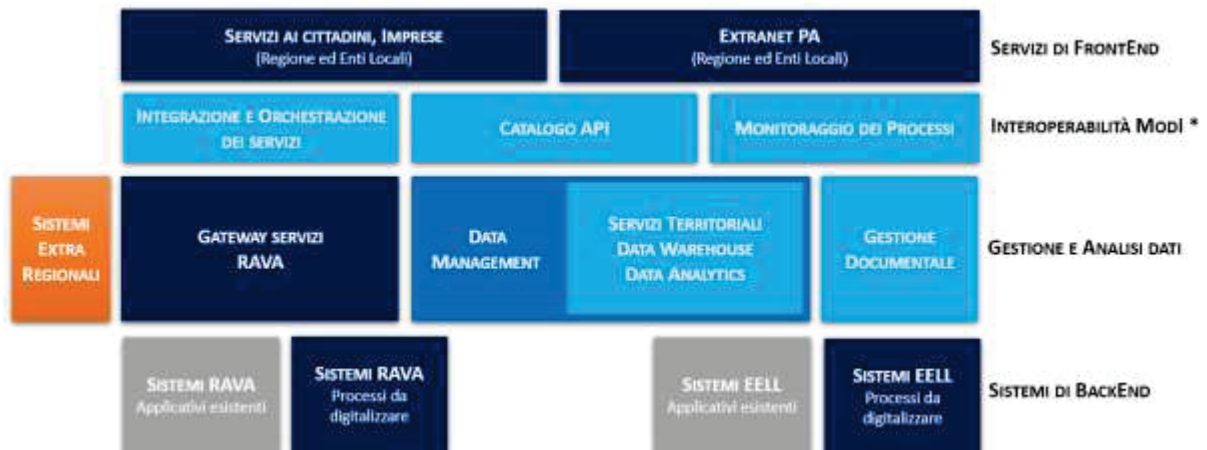 SERVIZI AI CITTADINI, IMPRESE
(Regione ed Enti Locali)
EXTRANET PA
(Regione ed Enti Locali)
SERVIZI DI FRONTEND
INTEGRAZIONE E ORCHESTRAZIONE
DEI SERVIZI
CATALOGO API
MONITORAGGIO DEI PROCESSI
INTEROPERABILITÀ MODI *
SISTEMI
EXTRA
REGIONALI
GATEWAY SERVIZI
RAVA
DATA
MANAGEMENT
SERVIZI TERRITORIALI
DATA WAREHOUSE
DATA ANALYTICS
GESTIONE
DOCUMENTALE
GESTIONE E ANALISI DATI
SISTEMI RAVA
Applicativi esistenti
SISTEMI RAVA
Processi da
digitalizzare
SISTEMI EELL
Applicativi esistenti
SISTEMI EELL
Processi da
digitalizzare
SISTEMI DI BACKEND